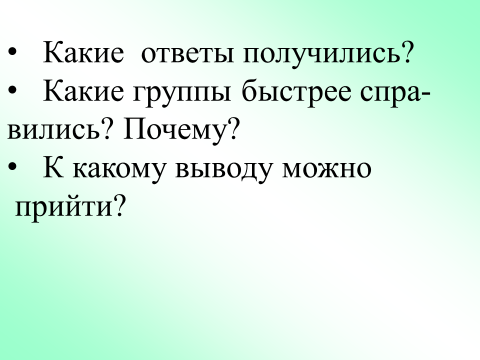 • Какие ответы получились?
• Какие группы быстрее спра-
вились? Почему?
• К какому выводу можно
прийти?